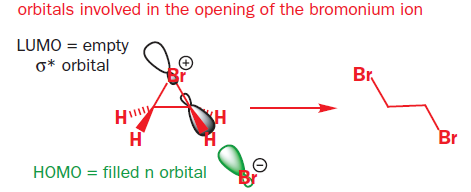 orbitals involved in the opening of the bromonium ion
LUMO = empty
σ* orbital
⊕
Br
Br
H
H
H
H
Br
HOMO = filled n orbital
Br
⊖